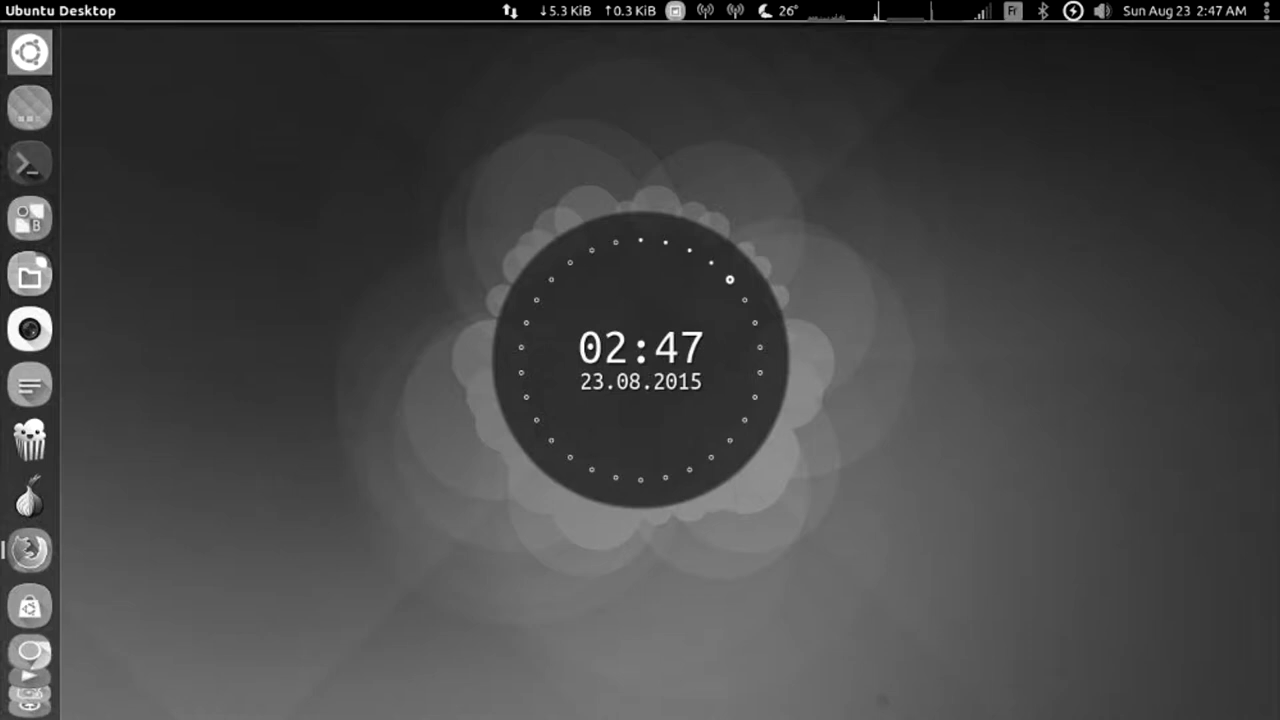 Ubuntu Desktop ↓5.3 KiB ↑0.3 KiB 26° Fr Sun Aug 23 2:47 AM
B
02:47
23.08.2015